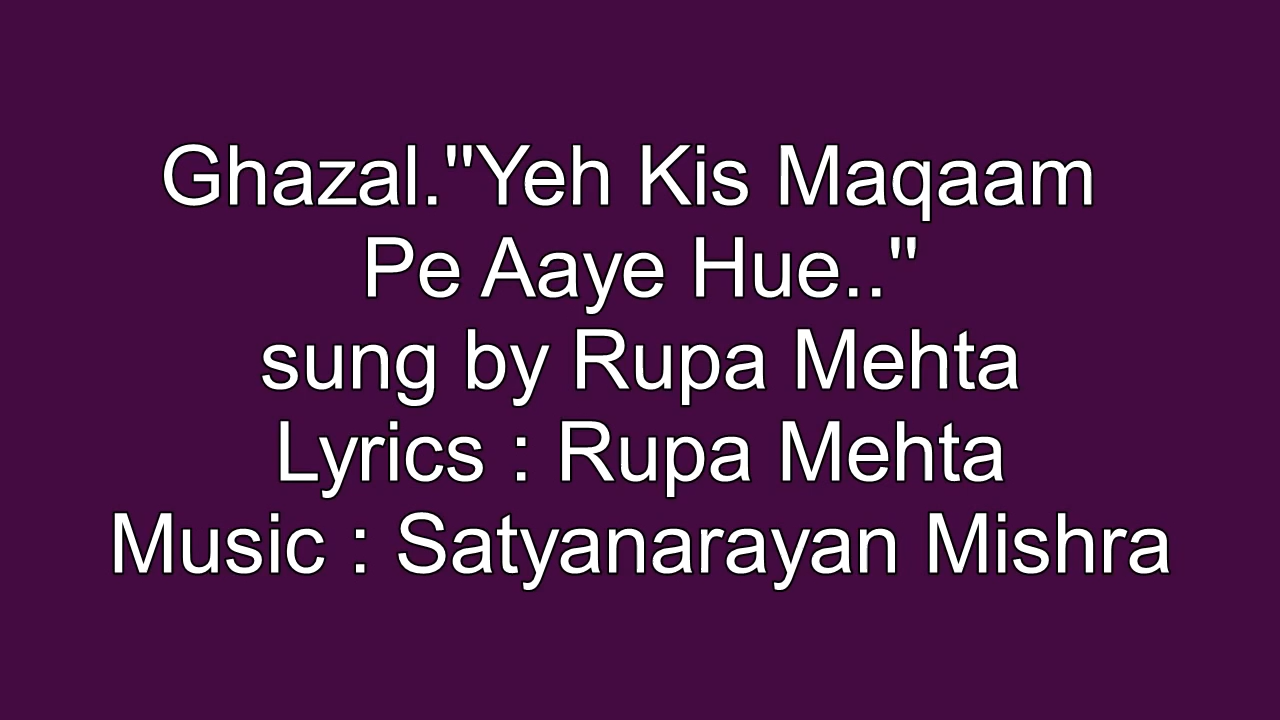 Ghazal."Yeh Kis Maqaam
Pe Aaye Hue.."
sung by Rupa Mehta
Lyrics : Rupa Mehta
Music : Satyanarayan Mishra